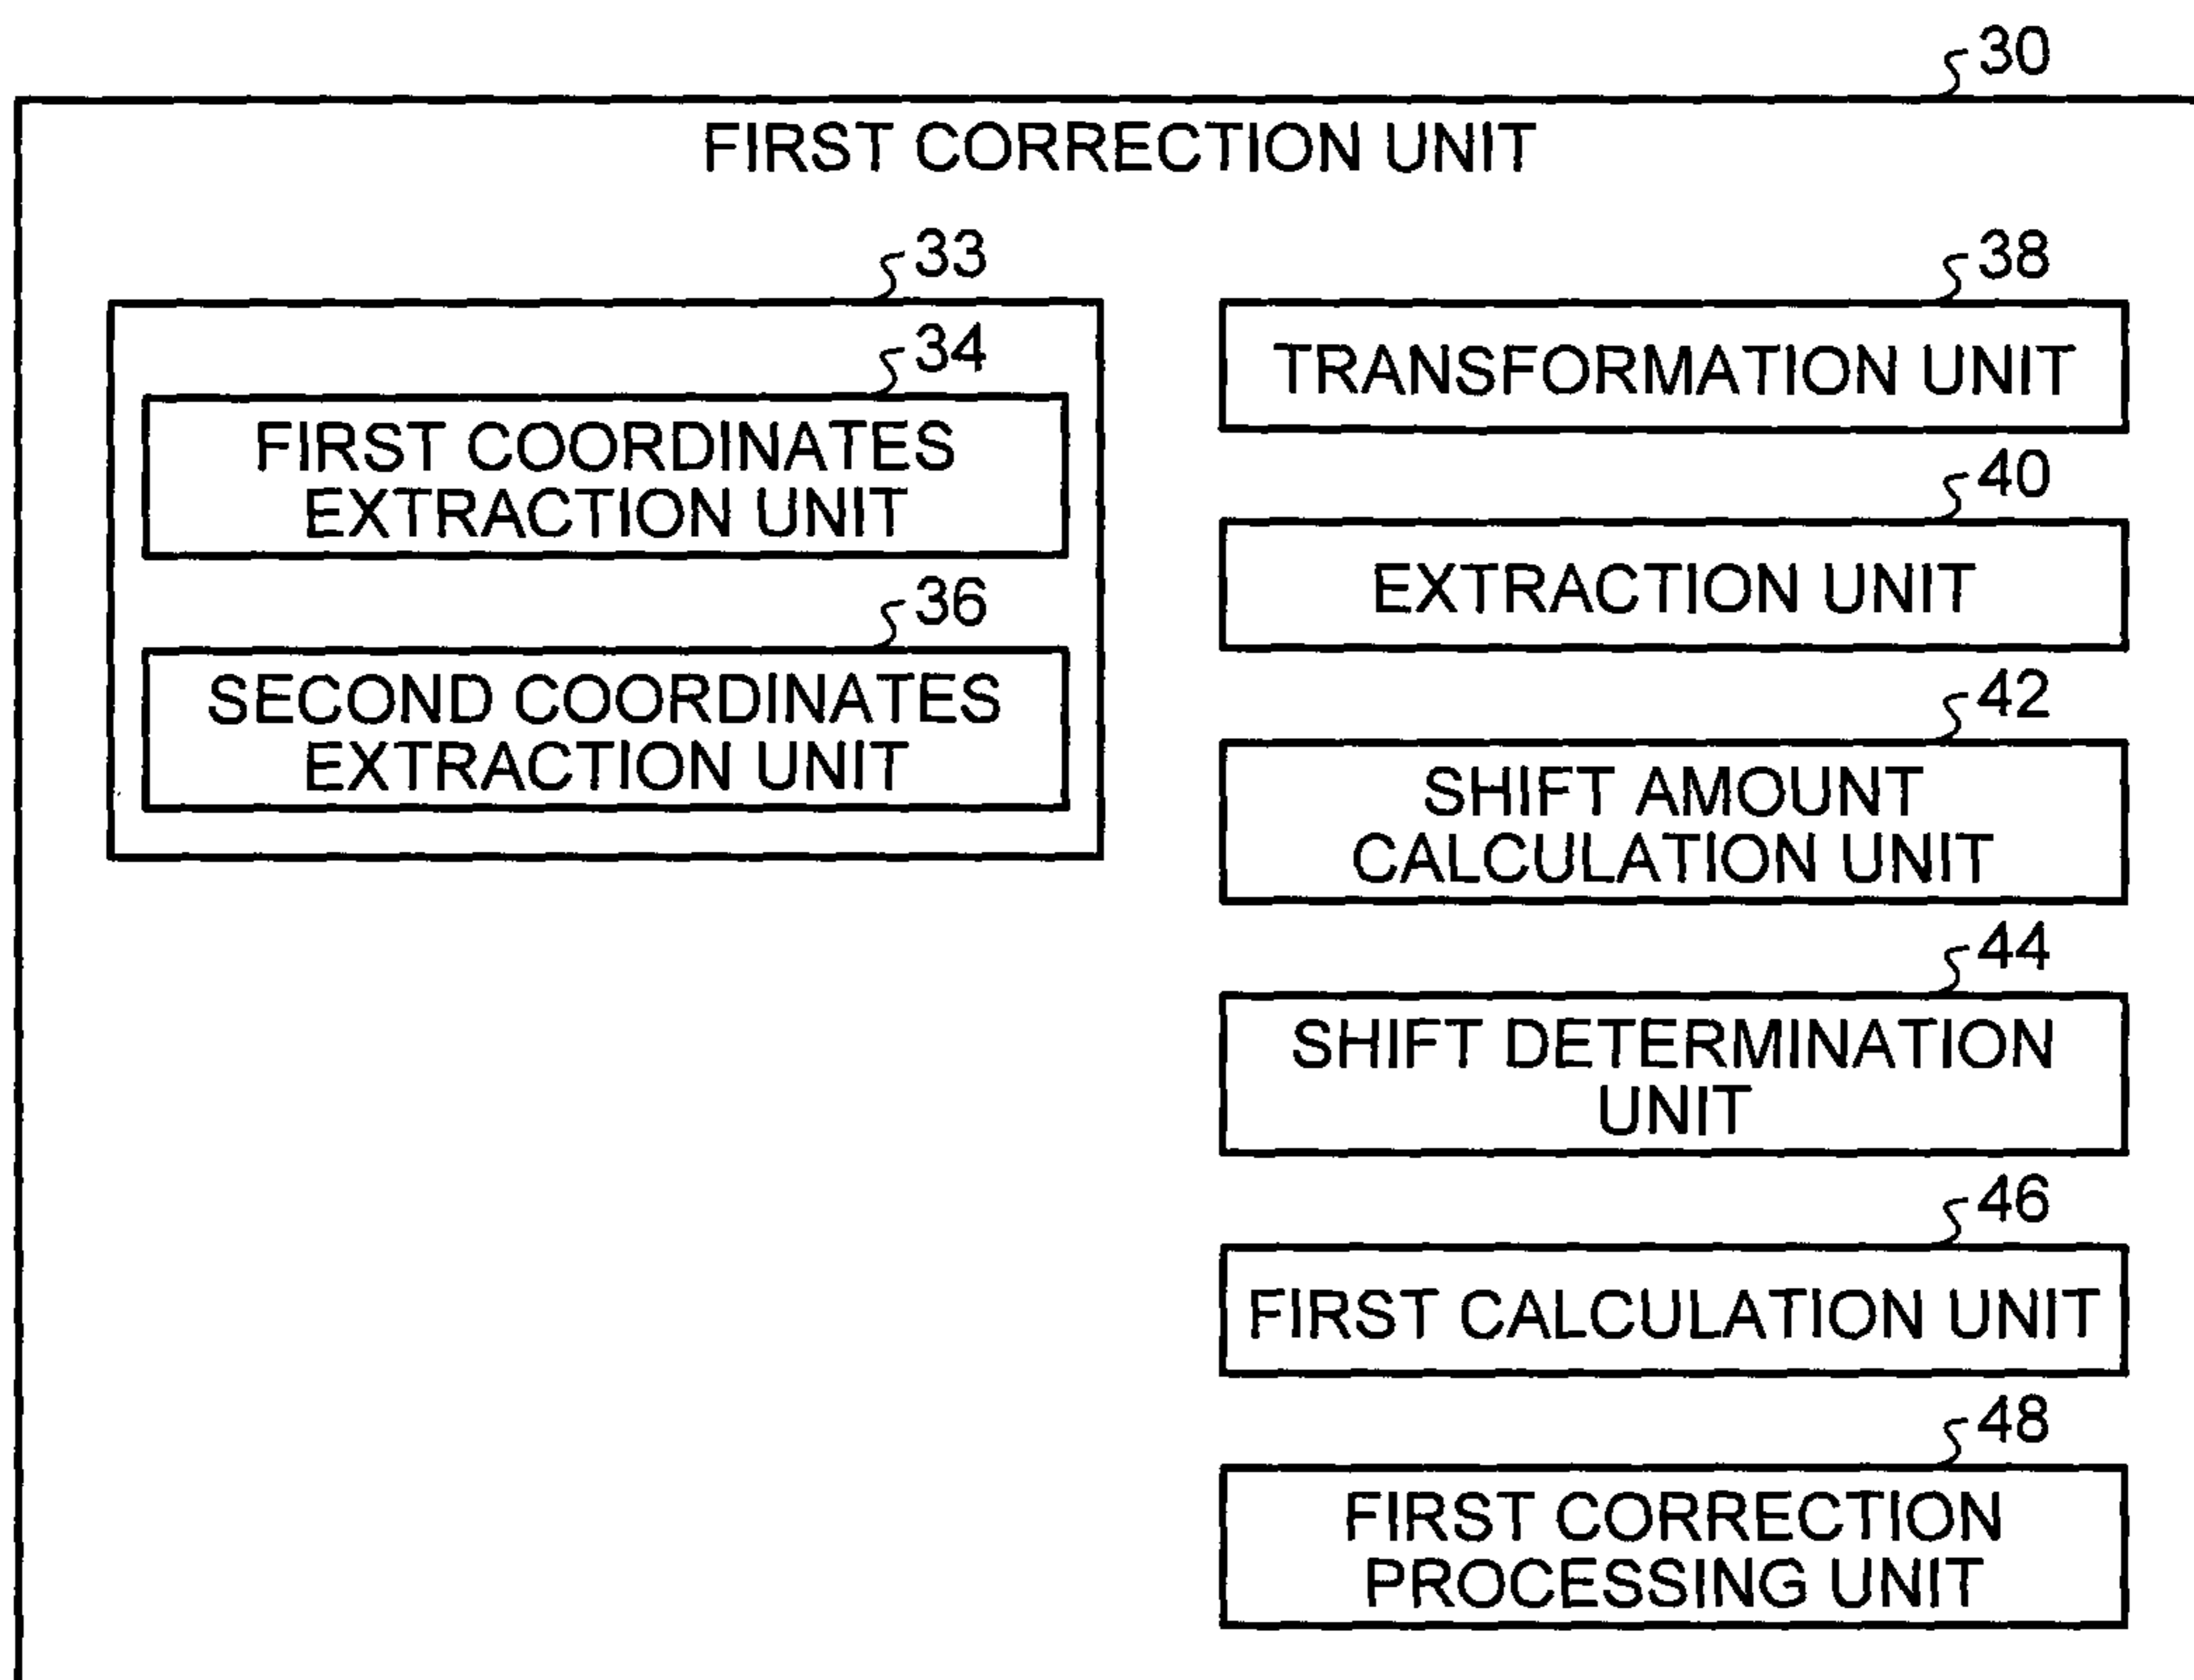 30
FIRST CORRECTION UNIT
33
34
FIRST COORDINATES
EXTRACTION UNIT
36
SECOND COORDINATES
EXTRACTION UNIT
38
TRANSFORMATION UNIT
40
EXTRACTION UNIT
42
SHIFT AMOUNT
CALCULATION UNIT
44
SHIFT DETERMINATION
UNIT
46
FIRST CALCULATION UNIT
48
FIRST CORRECTION
PROCESSING UNIT